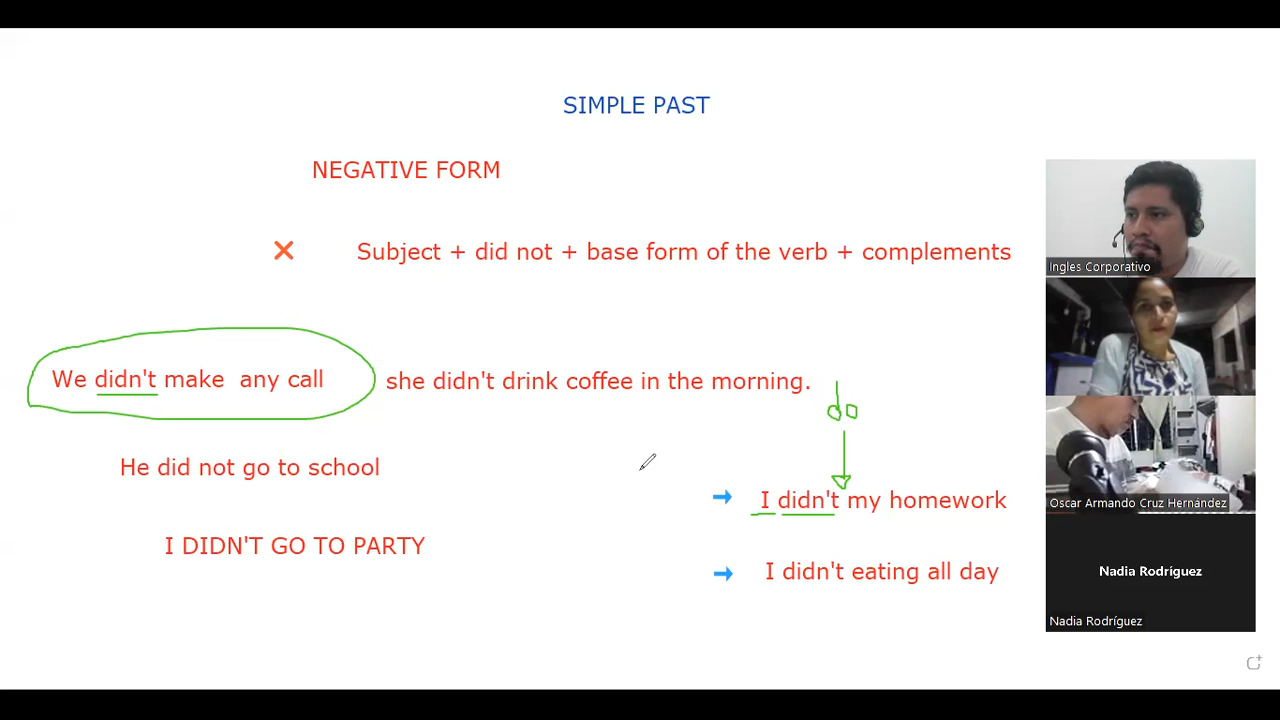 SIMPLE PAST
NEGATIVE FORM
Subject + did not + base form of the verb + complements
We didn't make any call
she didn't drink coffee in the morning.
do
He did not go to school
I didn't my homework
I DIDN'T GO TO PARTY
I didn't eating all day
Ingles Corporativo
Oscar Armando Cruz Hernández
Nadia Rodríguez
Nadia Rodríguez